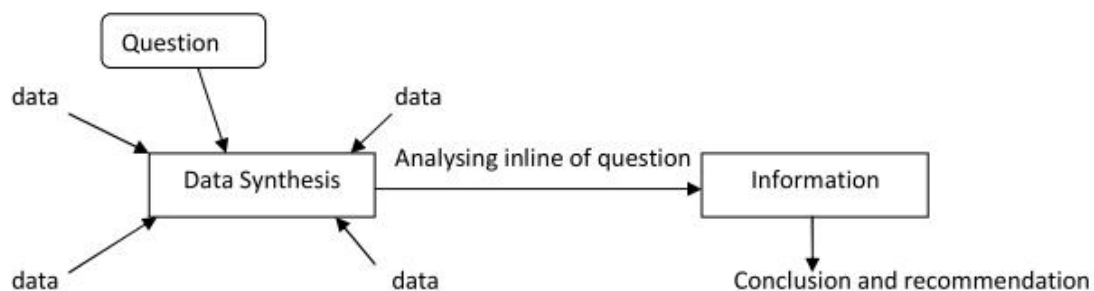 Question
data
data
Analysing inline of question
Data Synthesis
Information
data
data
Conclusion and recommendation